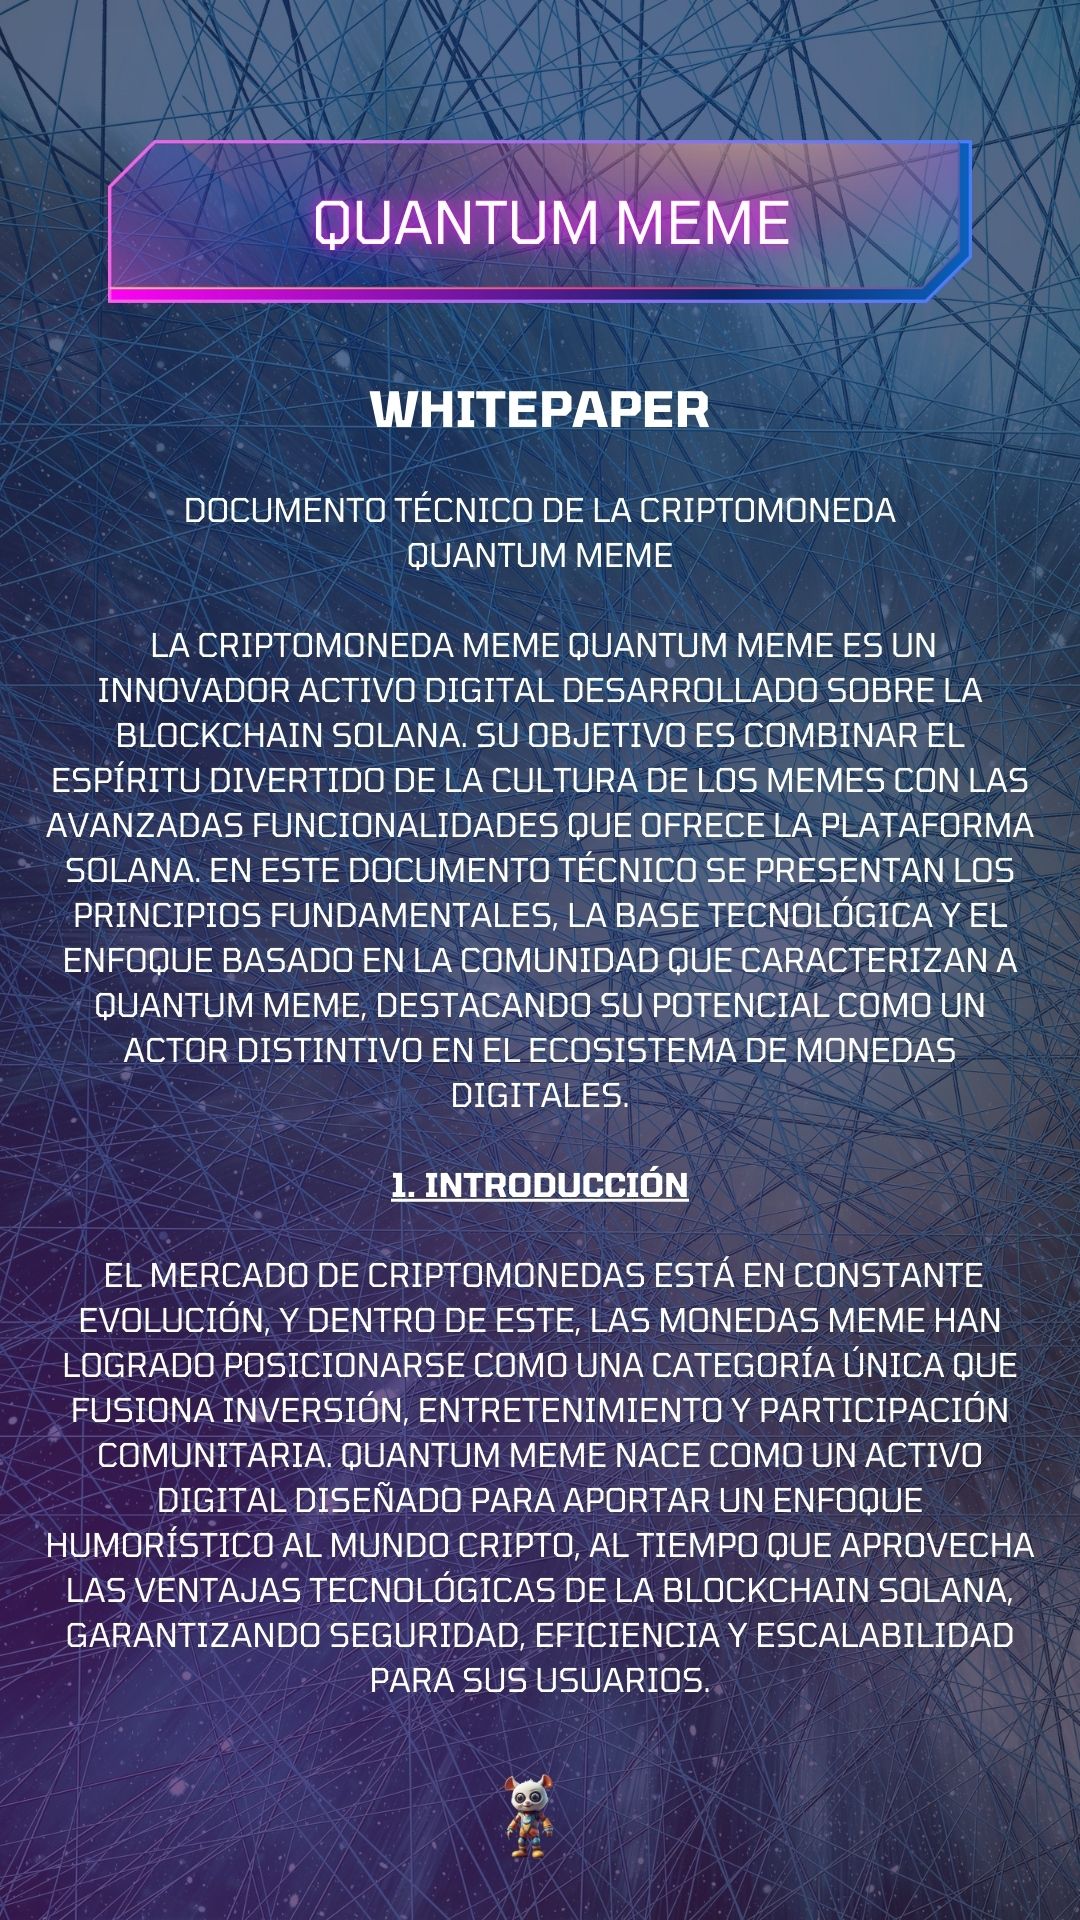 QUANTUM MEME
WHITEPAPER
DOCUMENTO TÉCNICO DE LA CRIPTOMONEDA
QUANTUM MEME
LA CRIPTOMONEDA MEME QUANTUM MEME ES UN
INNOVADOR ACTIVO DIGITAL DESARROLLADO SOBRE LA
BLOCKCHAIN SOLANA. SU OBJETIVO ES COMBINAR EL
ESPÍRITU DIVERTIDO DE LA CULTURA DE LOS MEMES CON LAS
AVANZADAS FUNCIONALIDADES QUE OFRECE LA PLATAFORMA
SOLANA. EN ESTE DOCUMENTO TÉCNICO SE PRESENTAN LOS
PRINCIPIOS FUNDAMENTALES, LA BASE TECNOLÓGICA Y EL
ENFOQUE BASADO EN LA COMUNIDAD QUE CARACTERIZAN A
QUANTUM MEME, DESTACANDO SU POTENCIAL COMO UN
ACTOR DISTINTIVO EN EL ECOSISTEMA DE MONEDAS
DIGITALES.
1. INTRODUCCIÓN
EL MERCADO DE CRIPTOMONEDAS ESTÁ EN CONSTANTE
EVOLUCIÓN, Y DENTRO DE ESTE, LAS MONEDAS MEME HAN
LOGRADO POSICIONARSE COMO UNA CATEGORÍA ÚNICA QUE
FUSIONA INVERSIÓN, ENTRETENIMIENTO Y PARTICIPACIÓN
COMUNITARIA. QUANTUM MEME NACE COMO UN ACTIVO
DIGITAL DISEÑADO PARA APORTAR UN ENFOQUE
HUMORÍSTICO AL MUNDO CRIPTO, AL TIEMPO QUE APROVECHA
LAS VENTAJAS TECNOLÓGICAS DE LA BLOCKCHAIN SOLANA,
GARANTIZANDO SEGURIDAD, EFICIENCIA Y ESCALABILIDAD
PARA SUS USUARIOS.